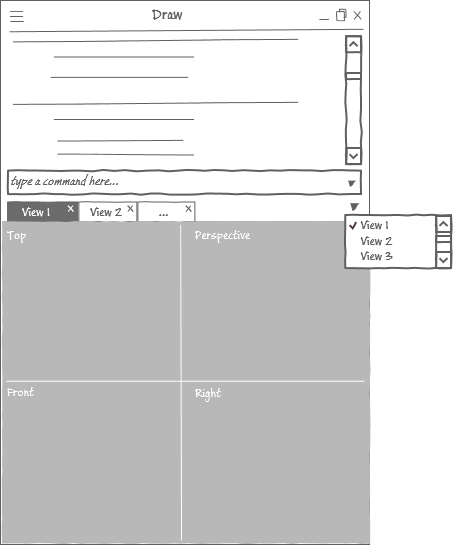 Draw
type a command here...
View 1 x
View 2 x
... x
View 1
View 2
View 3
Top
Perspective
Front
Right